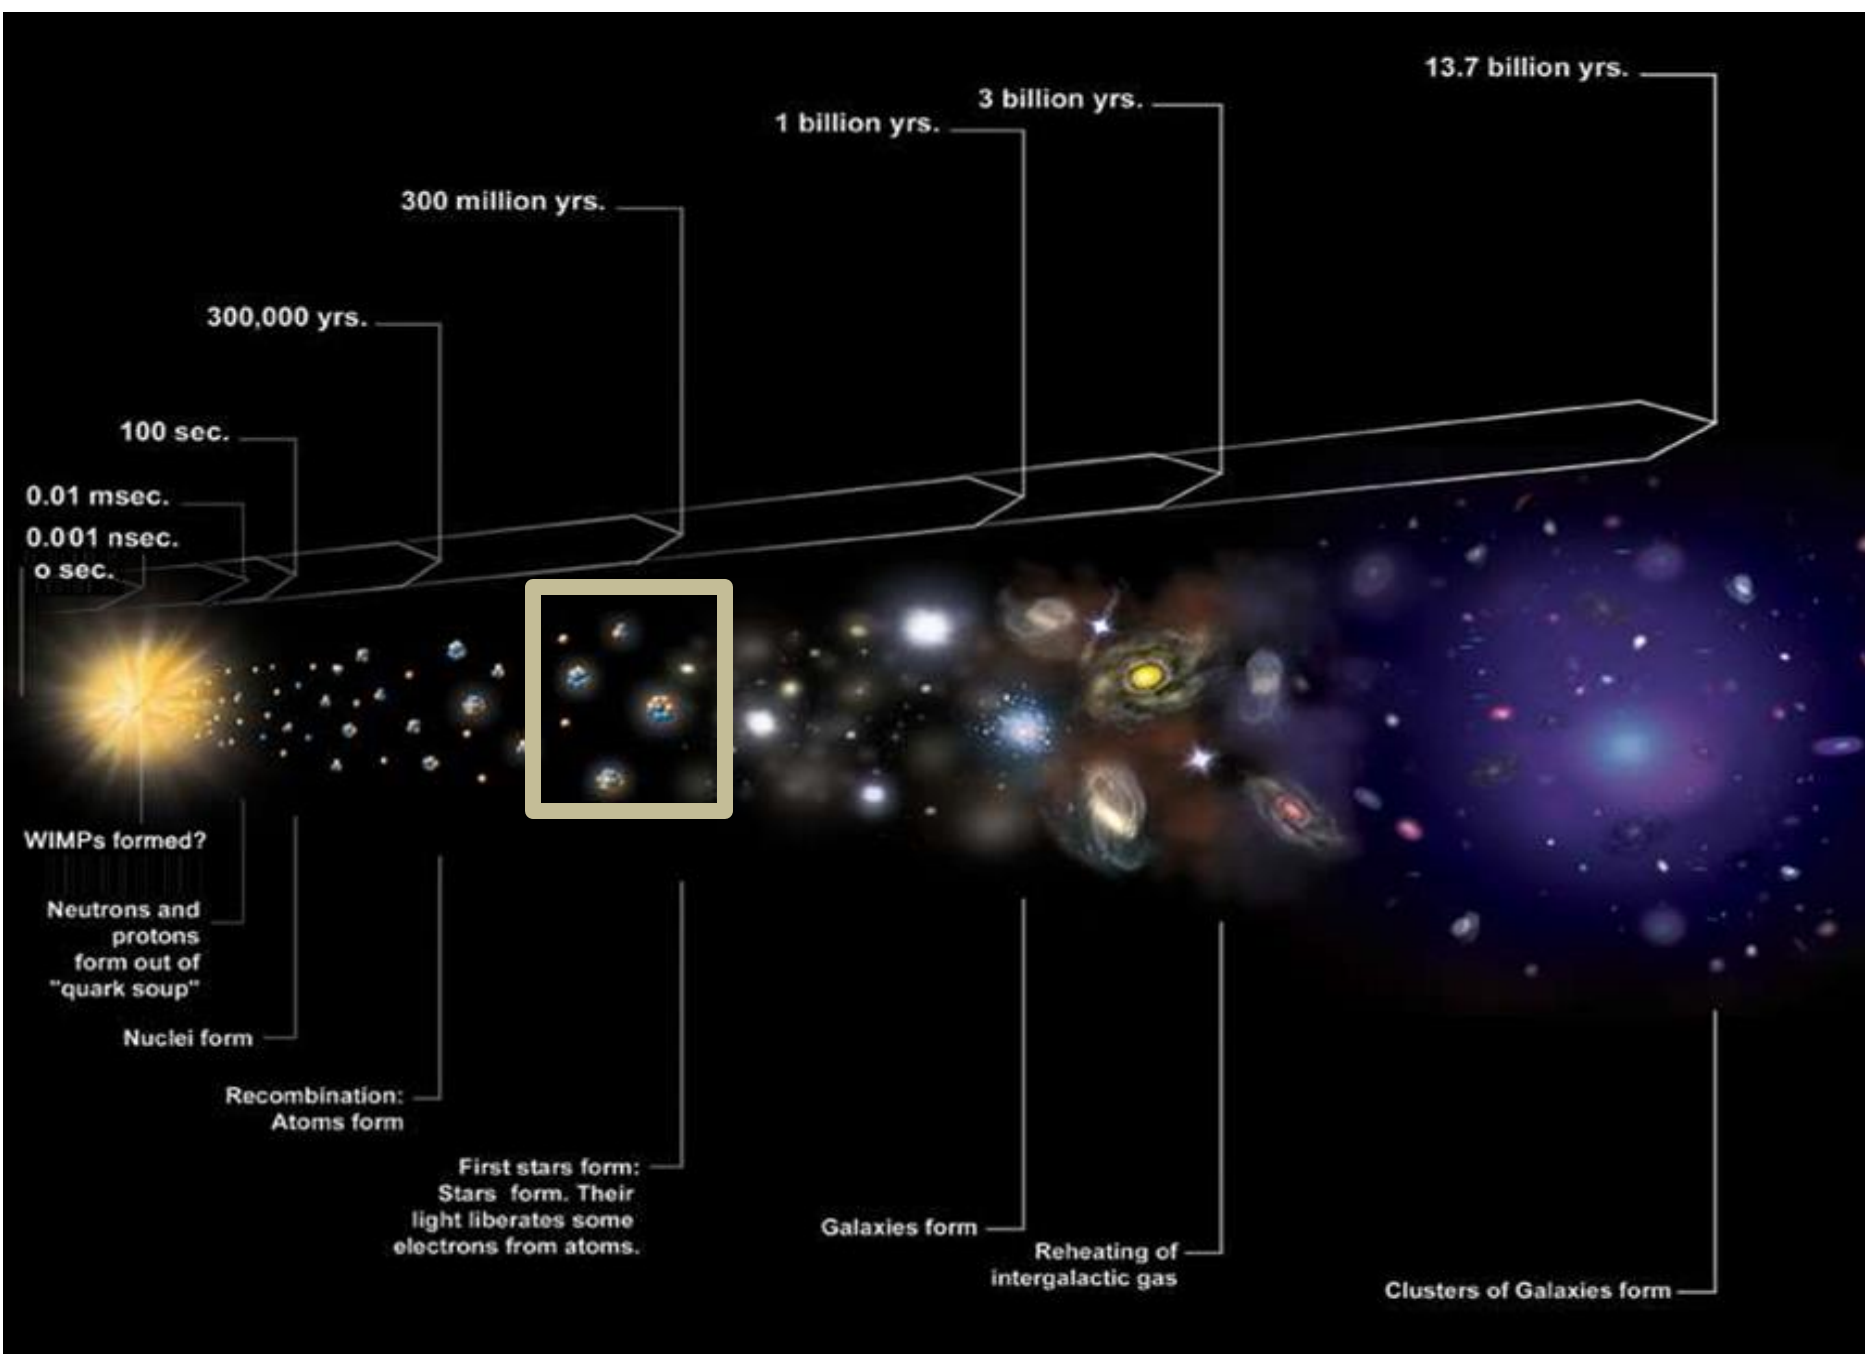 13.7 billion yrs.
3 billion yrs.
1 billion yrs.
300 million yrs.
300,000 yrs.
100 sec.
0.01 msec.
0.001 nsec.
o sec.
WIMPs formed?
Neutrons and
protons
form out of
"quark soup"
Nuclei form
Recombination:
Atoms form
First stars form:
Stars form. Their
light liberates some
electrons from atoms.
Galaxies form
Reheating of
intergalactic gas
Clusters of Galaxies form